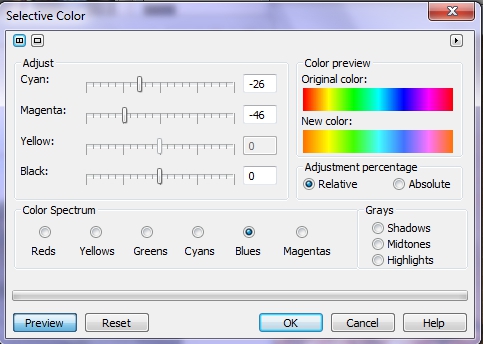 Selective Color
Adjust
Cyan: -26
Magenta: -46
Yellow: 0
Black: 0
Color preview
Original color:
New color:
Adjustment percentage
Relative Absolute
Color Spectrum
Reds Yellows Greens Cyans Blues Magentas
Grays
Shadows
Midtones
Highlights
Preview Reset OK Cancel Help